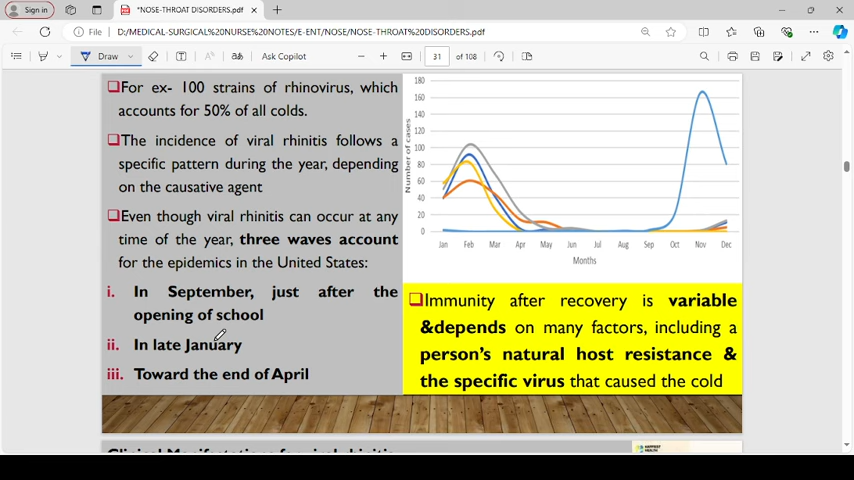 Sign in
*NOSE-THROAT DISORDERS.pdf
File
D:/MEDICAL-SURGICAL%20NURSE%20NOTES/E-ENT/NOSE/NOSE-THROAT%20DISORDERS.pdf
Draw
Ask Copilot
31 of 108
For ex- 100 strains of rhinovirus, which
accounts for 50% of all colds.
The incidence of viral rhinitis follows a
specific pattern during the year, depending
on the causative agent
Even though viral rhinitis can occur at any
time of the year, three waves account
for the epidemics in the United States:
i. In September, just after the
opening of school
ii. In late January
iii. Toward the end of April
Number of cases
180
160
140
120
100
80
60
40
20
0
Jan Feb Mar Apr May Jun Jul Aug Sep Oct Nov Dec
Months
Immunity after recovery is variable
&depends on many factors, including a
person's natural host resistance &
the specific virus that caused the cold